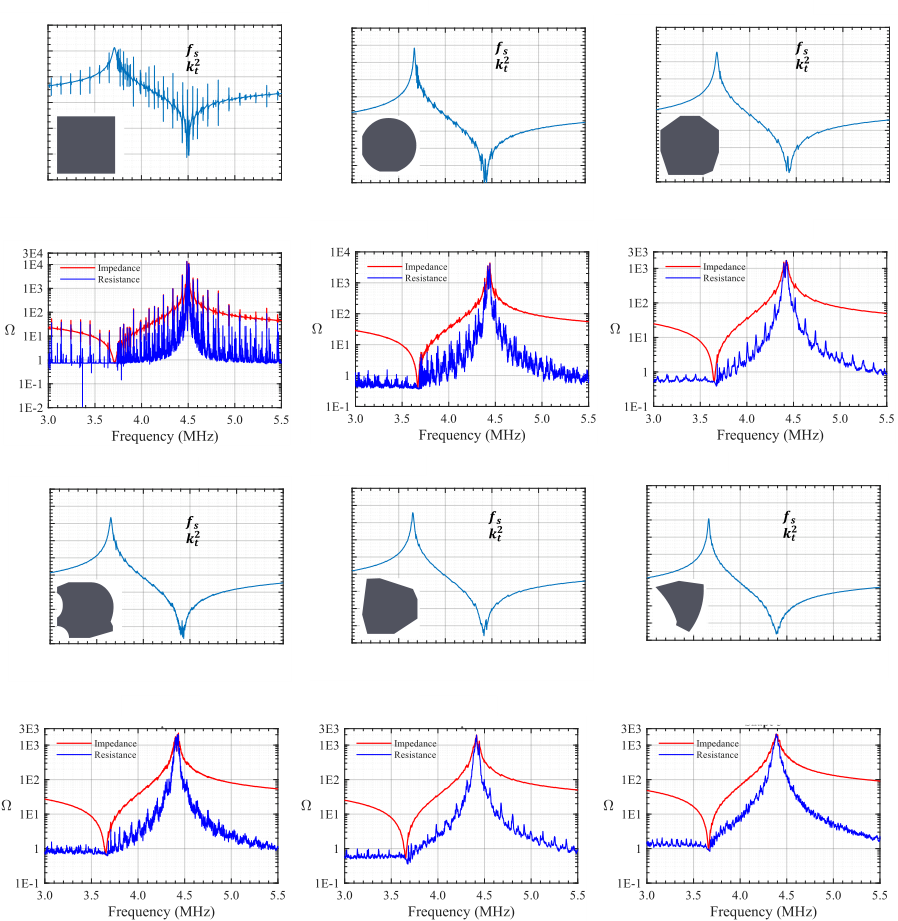 f_s
k_t^2
f_s
k_t^2
f_s
k_t^2
3E4
1E4
1E3
1E2
1E1
1
1E-1
1E-2
Ω
Impedance
Resistance
3.0 3.5 4.0 4.5 5.0 5.5
Frequency (MHz)
1E4
1E3
1E2
1E1
1
1E-1
Ω
Impedance
Resistance
3.0 3.5 4.0 4.5 5.0 5.5
Frequency (MHz)
3E3
1E3
1E2
1E1
1
1E-1
Ω
Impedance
Resistance
3.0 3.5 4.0 4.5 5.0 5.5
Frequency (MHz)
f_s
k_t^2
f_s
k_t^2
f_s
k_t^2
3E3
1E3
1E2
1E1
1
1E-1
Ω
Impedance
Resistance
3.0 3.5 4.0 4.5 5.0 5.5
Frequency (MHz)
3E3
1E3
1E2
1E1
1
1E-1
Ω
Impedance
Resistance
3.0 3.5 4.0 4.5 5.0 5.5
Frequency (MHz)
3E3
1E3
1E2
1E1
1
1E-1
Ω
Impedance
Resistance
3.0 3.5 4.0 4.5 5.0 5.5
Frequency (MHz)